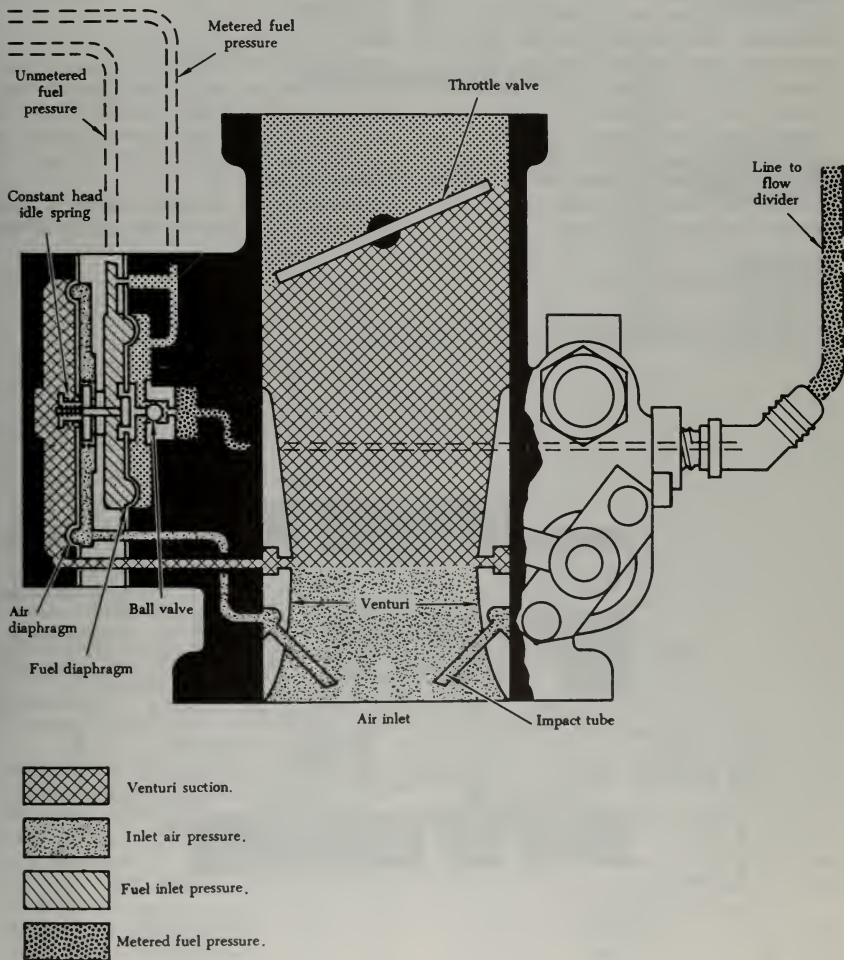 Metered fuel
pressure
Unmetered
fuel
pressure
Throttle valve
Line to
flow
divider
Constant head
idle spring
Air
diaphragm
Ball valve
Venturi
Fuel diaphragm
Air inlet
Impact tube
Venturi suction.
Inlet air pressure.
Fuel inlet pressure.
Metered fuel pressure.